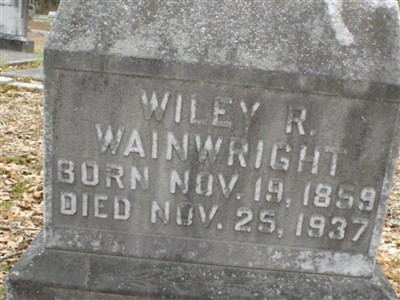 WILEY R.
WAINWRIGHT
BORN NOV. 19, 1859
DIED NOV. 25, 1937